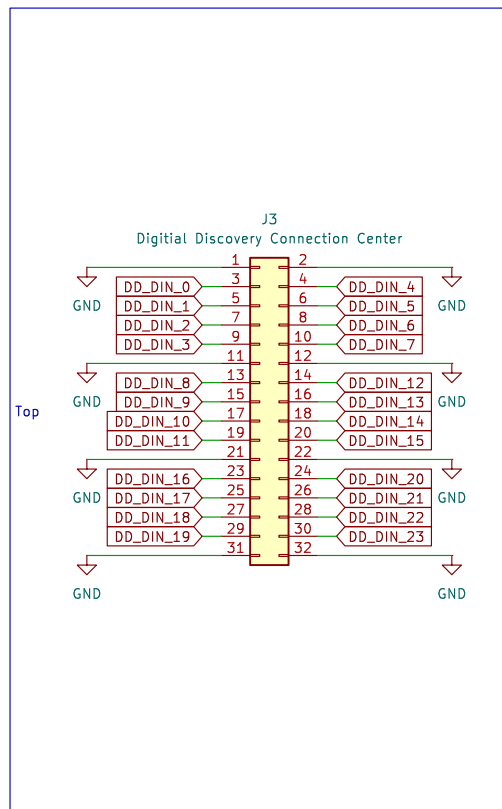 J3
Digitial Discovery Connection Center
1 2
GND 3 4 GND
DD_DIN_0 DD_DIN_4
DD_DIN_1 5 6 DD_DIN_5
DD_DIN_2 7 8 DD_DIN_6
DD_DIN_3 9 10 DD_DIN_7
11 12
GND GND
DD_DIN_8 13 14 DD_DIN_12
DD_DIN_9 15 16 DD_DIN_13
Top
DD_DIN_10 17 18 DD_DIN_14
DD_DIN_11 19 20 DD_DIN_15
21 22
GND GND
DD_DIN_16 23 24 DD_DIN_20
DD_DIN_17 25 26 DD_DIN_21
DD_DIN_18 27 28 DD_DIN_22
DD_DIN_19 29 30 DD_DIN_23
31 32
GND GND